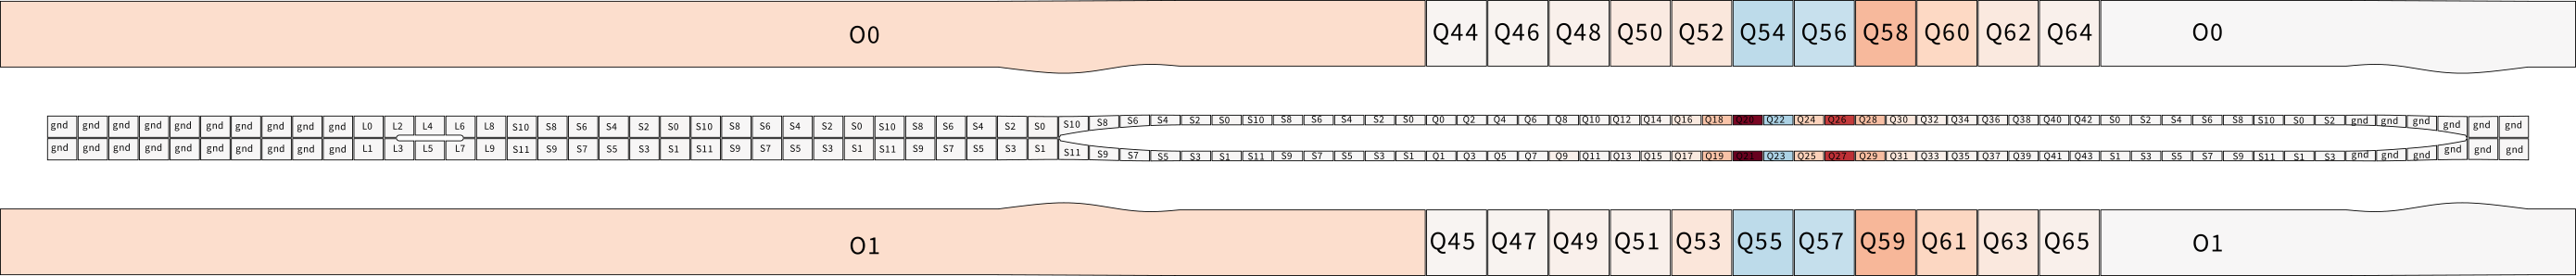 O0 Q44 Q46 Q48 Q50 Q52 Q54 Q56 Q58 Q60 Q62 Q64 O0
gnd gnd gnd gnd gnd gnd gnd gnd gnd gnd L0 L2 L4 L6 L8 S10 S8 S6 S4 S2 S0 S10 S8 S6 S4 S2 S0 S10 S8 S6 S4 S2 S0 S10 S8 S6 S4 S2 S0 S10 S8 S6 S4 S2 S0 Q0 Q2 Q4 Q6 Q8 Q10 Q12 Q14 Q16 Q18 Q20 Q22 Q24 Q26 Q28 Q30 Q32 Q34 Q36 Q38 Q40 Q42 S0 S2 S4 S6 S8 S10 S0 S2 gnd gnd gnd gnd gnd gnd
gnd gnd gnd gnd gnd gnd gnd gnd gnd gnd L1 L3 L5 L7 L9 S11 S9 S7 S5 S3 S1 S11 S9 S7 S5 S3 S1 S11 S9 S7 S5 S3 S1 S11 S9 S7 S5 S3 S1 S11 S9 S7 S5 S3 S1 Q1 Q3 Q5 Q7 Q9 Q11 Q13 Q15 Q17 Q19 Q21 Q23 Q25 Q27 Q29 Q31 Q33 Q35 Q37 Q39 Q41 Q43 S1 S3 S5 S7 S9 S11 S1 S3 gnd gnd gnd gnd gnd gnd
O1 Q45 Q47 Q49 Q51 Q53 Q55 Q57 Q59 Q61 Q63 Q65 O1